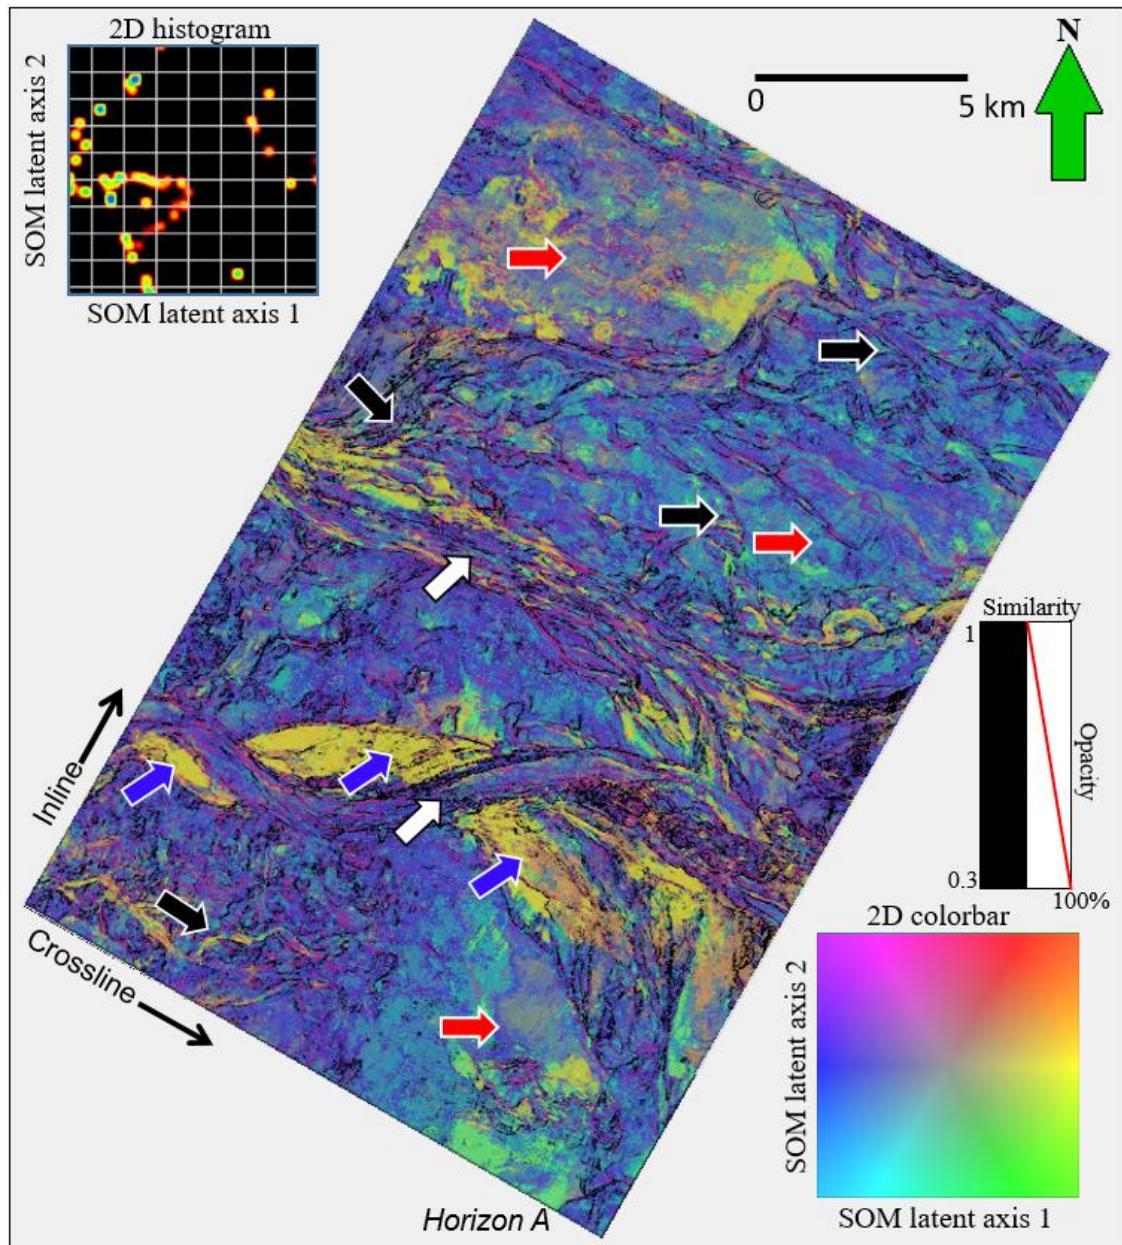 2D histogram
SOM latent axis 2
SOM latent axis 1
N
0
5 km
Similarity
1
0.3
Opacity
100%
Inline
Crossline
2D colorbar
SOM latent axis 2
SOM latent axis 1
Horizon A